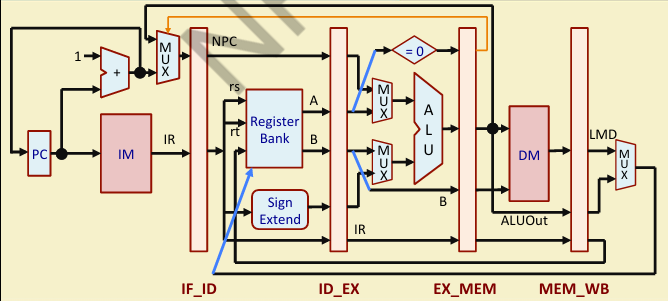 NPC
1
+
MUX
= 0
rs
A
MUX
ALU
rt
Register
Bank
B
PC
IM
IR
MUX
DM
LMD
MUX
Sign
Extend
B
ALUOut
IR
IF_ID
ID_EX
EX_MEM
MEM_WB